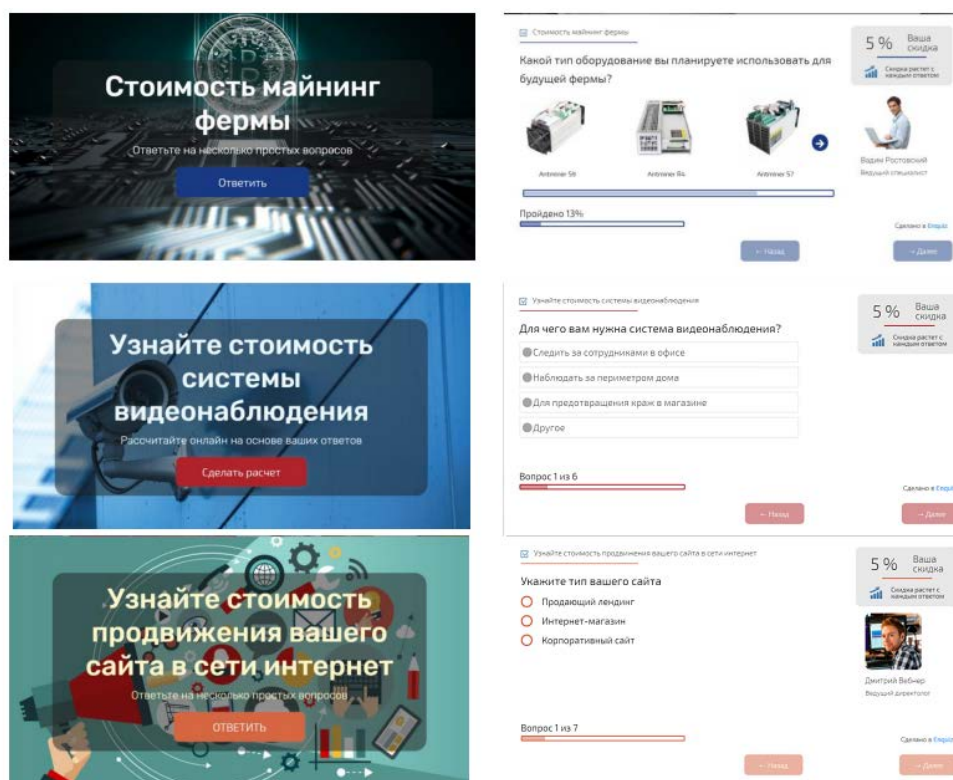 Стоимость майнинг
фермы
Ответьте на несколько простых вопросов
Ответить
Стоимость майнинг фермы
Какой тип оборудование вы планируете использовать для
будущей фермы?
Antminer S9
Antminer R4
Antminer S7
Пройдено 13%
5 % Ваша
скидка
Скидка растет с
каждым ответом
Вадим Ростовский
Ведущий специалист
Сделано в Enquiz
← Назад
→ Далее
Узнайте стоимость
системы
видеонаблюдения
Рассчитайте онлайн на основе ваших ответов
Сделать расчет
Узнайте стоимость системы видеонаблюдения
Для чего вам нужна система видеонаблюдения?
Следить за сотрудниками в офисе
Наблюдать за периметром дома
Для предотвращения краж в магазине
Другое
Вопрос 1 из 6
5 % Ваша
скидка
Скидка растет с
каждым ответом
Сделано в Enquiz
← Назад
→ Далее
Узнайте стоимость
продвижения вашего
сайта в сети интернет
Ответьте на несколько простых вопросов
ОТВЕТИТЬ
Узнайте стоимость продвижения вашего сайта в сети интернет
Укажите тип вашего сайта
Продающий лендинг
Интернет-магазин
Корпоративный сайт
Вопрос 1 из 7
5 % Ваша
скидка
Скидка растет с
каждым ответом
Дмитрий Вебнер
Ведущий директолог
Сделано в Enquiz
← Назад
→ Далее